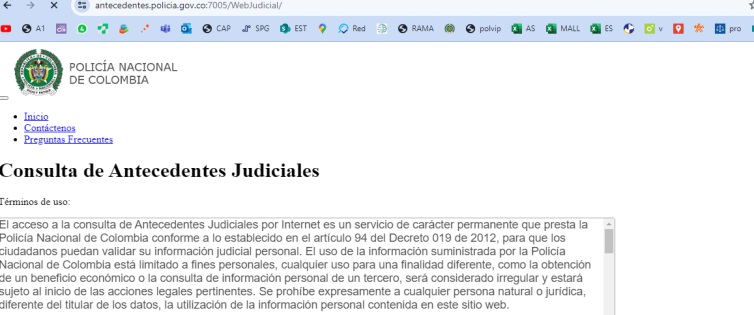 antecedentes.policia.gov.co:7005/WebJudicial/
A1 CAP SPG EST Red RAMA polvip AS MALL ES v pro
POLICÍA NACIONAL
DE COLOMBIA
Inicio
Contáctenos
Preguntas Frecuentes
Consulta de Antecedentes Judiciales
Términos de uso:
El acceso a la consulta de Antecedentes Judiciales por Internet es un servicio de carácter permanente que presta la
Policía Nacional de Colombia conforme a lo establecido en el artículo 94 del Decreto 019 de 2012, para que los
ciudadanos puedan validar su información judicial personal. El uso de la información suministrada por la Policía
Nacional de Colombia está limitado a fines personales, cualquier uso para una finalidad diferente, como la obtención
de un beneficio económico o la consulta de información personal de un tercero, será considerado irregular y estará
sujeto al inicio de las acciones legales pertinentes. Se prohíbe expresamente a cualquier persona natural o jurídica,
diferente del titular de los datos, la utilización de la información personal contenida en este sitio web.